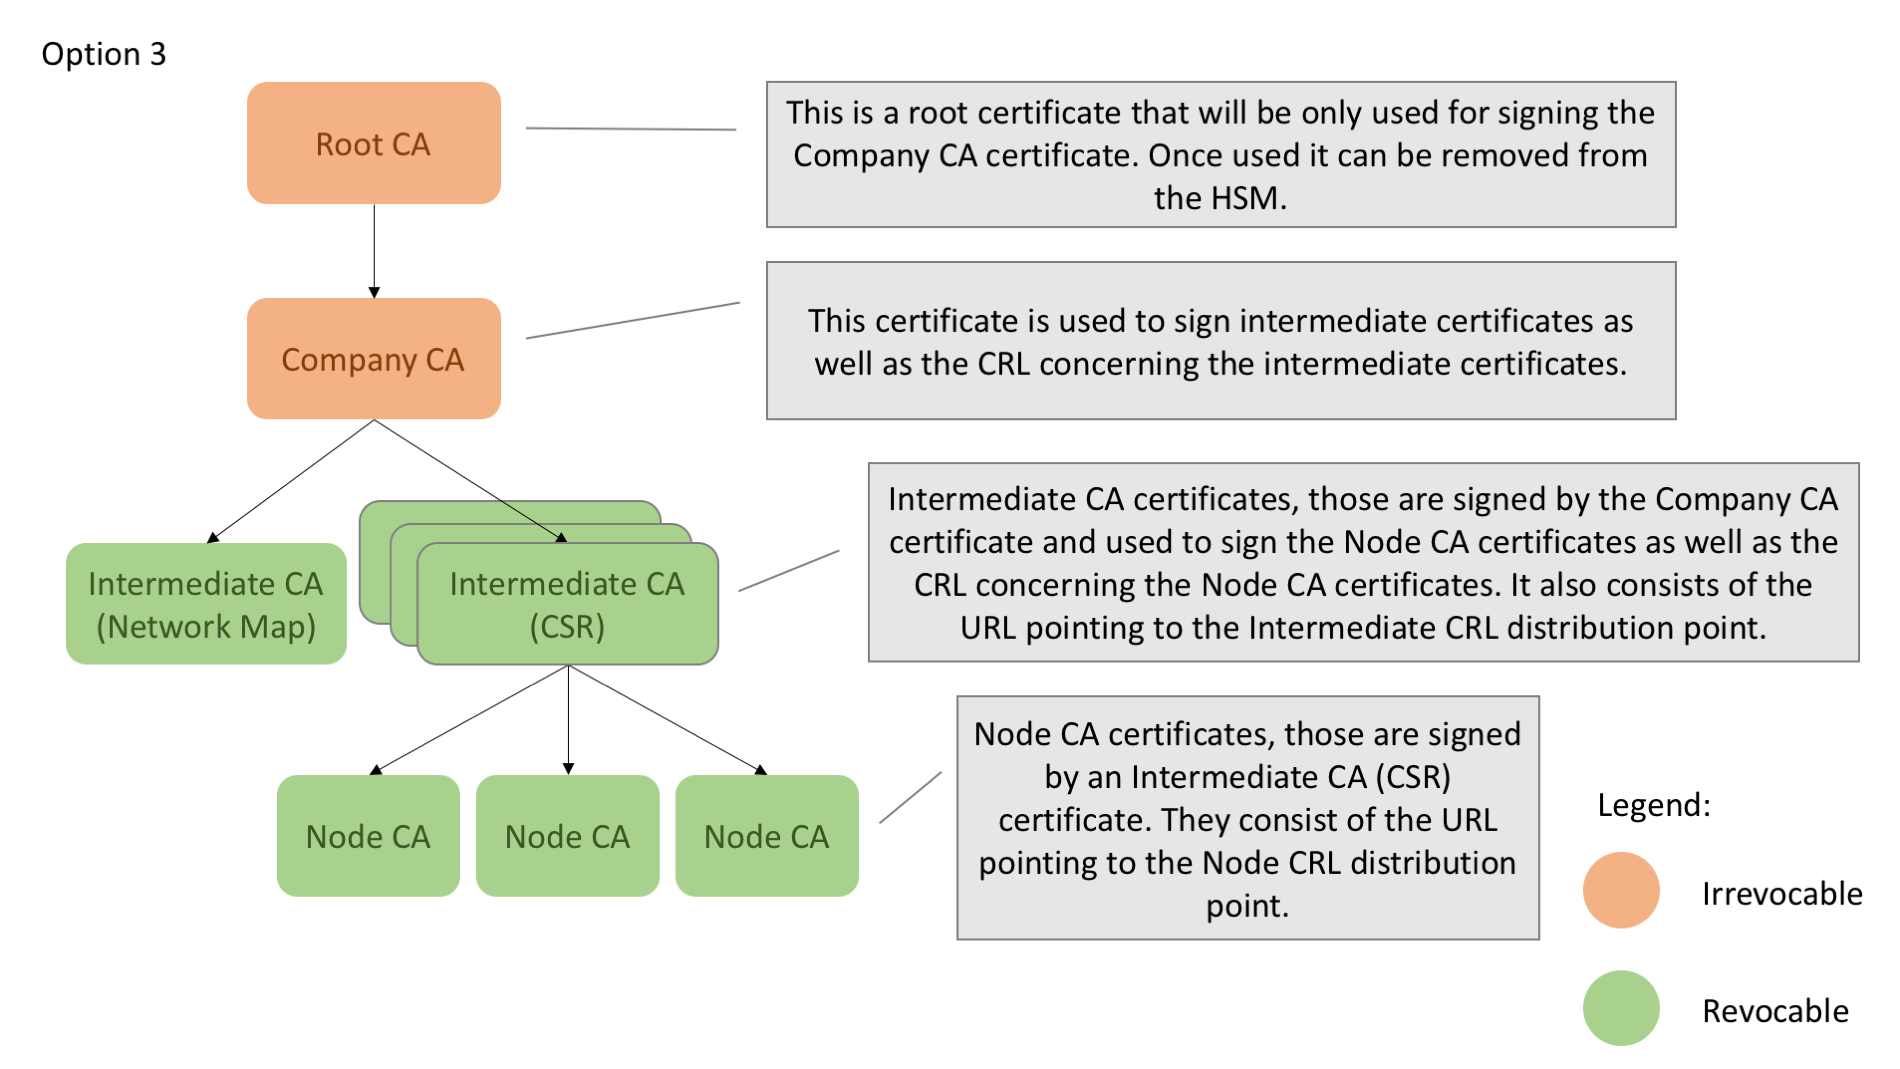 Option 3
Root CA
This is a root certificate that will be only used for signing the
Company CA certificate. Once used it can be removed from
the HSM.
Company CA
This certificate is used to sign intermediate certificates as
well as the CRL concerning the intermediate certificates.
Intermediate CA
(Network Map)
Intermediate CA
(CSR)
Intermediate CA certificates, those are signed by the Company CA
certificate and used to sign the Node CA certificates as well as the
CRL concerning the Node CA certificates. It also consists of the
URL pointing to the Intermediate CRL distribution point.
Node CA
Node CA
Node CA
Node CA certificates, those are signed
by an Intermediate CA (CSR)
certificate. They consist of the URL
pointing to the Node CRL distribution
point.
Legend:
Irrevocable
Revocable